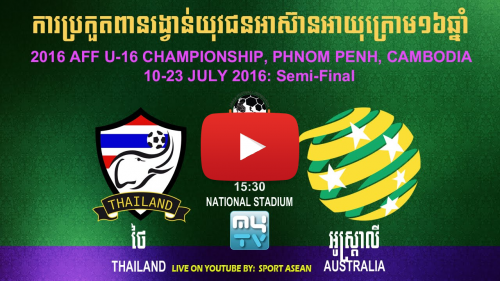 ការប្រកួតពានរង្វាន់យុវជនអាស៊ានអាយុក្រោម១៦ឆ្នាំ
2016 AFF U-16 CHAMPIONSHIP, PHNOM PENH, CAMBODIA
10-23 JULY 2016: Semi-Final
THAILAND
15:30
NATIONAL STADIUM
MYTV
ថៃ
អូស្ត្រាលី
THAILAND
LIVE ON YOUTUBE BY: SPORT ASEAN
AUSTRALIA